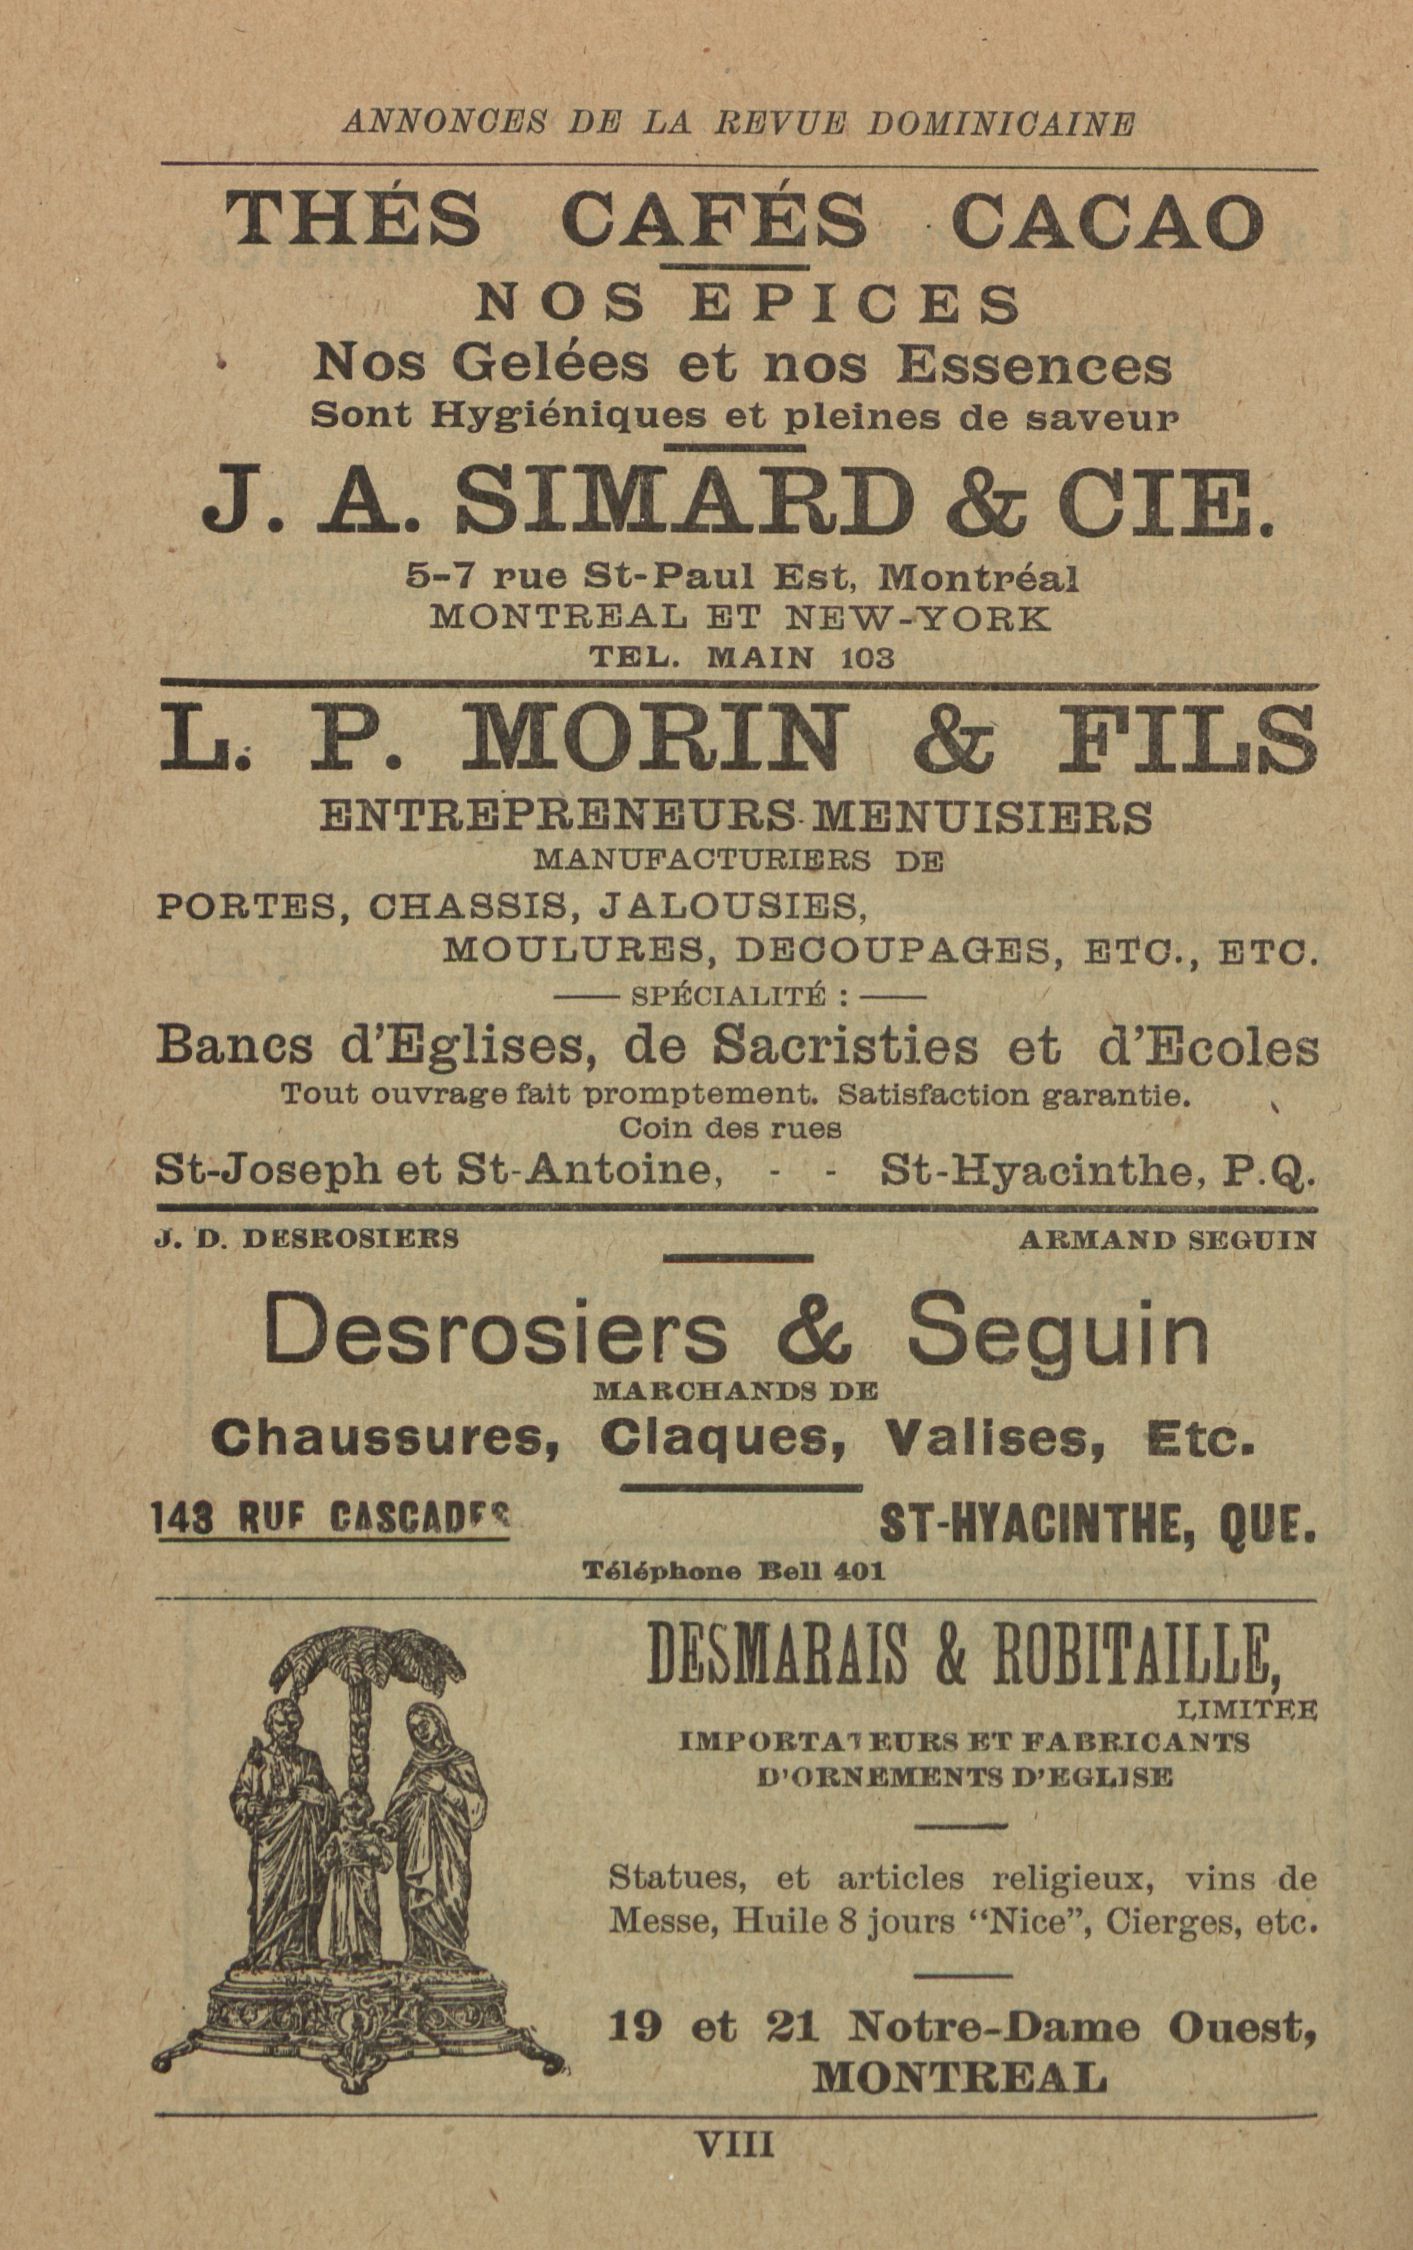 ANNONCES DE LA REVUE DOMINICAINE
THÉS CAFÉS CACAO
NOS EPICES
Nos Gelées et nos Essences
Sont Hygiéniques et pleines de saveur
J. A. SIMARD & CIE.
5-7 rue St-Paul Est, Montréal
MONTREAL ET NEW-YORK
TEL. MAIN 103
L. P. MORIN & FILS
ENTREPRENEURS-MENUISIERS
MANUFACTURIERS DE
PORTES, CHASSIS, JALOUSIES,
MOULURES, DECOUPAGES, ETC., ETC.
— SPÉCIALITÉ : —
Bancs d'Eglises, de Sacristies et d'Ecoles
Tout ouvrage fait promptement. Satisfaction garantie.
Coin des rues
St-Joseph et St-Antoine, - - St-Hyacinthe, P.Q.
J. D. DESROSIERS ARMAND SEGUIN
Desrosiers & Seguin
MARCHANDS DE
Chaussures, Claques, Valises, Etc.
143 RUE CASCADES ST-HYACINTHE, QUE.
Téléphone Bell 401
DESMARAIS & ROBITAILLE,
LIMITEE
IMPORTATEURS ET FABRICANTS
D'ORNEMENTS D'EGLISE
Statues, et articles religieux, vins de
Messe, Huile 8 jours “Nice”, Cierges, etc.
19 et 21 Notre-Dame Ouest,
MONTREAL
VIII